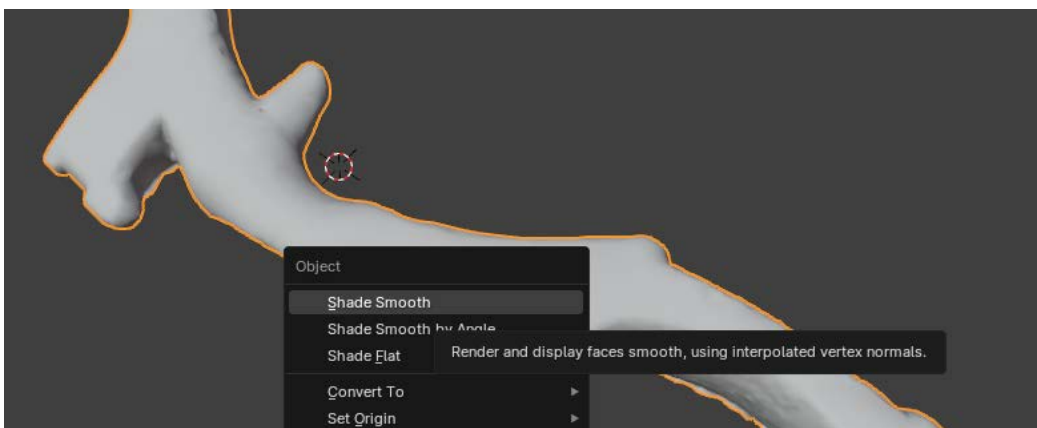 Object
Shade Smooth
Shade Smooth by Angle
Shade Flat
Render and display faces smooth, using interpolated vertex normals.
Convert To
Set Origin